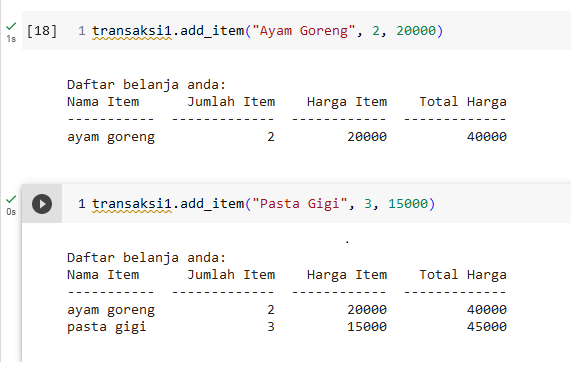 [18] 1 transaksi1.add_item("Ayam Goreng", 2, 20000)
1s
Daftar belanja anda:
Nama Item Jumlah Item Harga Item Total Harga
----------- ------------- ------------ -------------
ayam goreng 2 20000 40000
1 transaksi1.add_item("Pasta Gigi", 3, 15000)
0s
Daftar belanja anda:
Nama Item Jumlah Item Harga Item Total Harga
----------- ------------- ------------ -------------
ayam goreng 2 20000 40000
pasta gigi 3 15000 45000